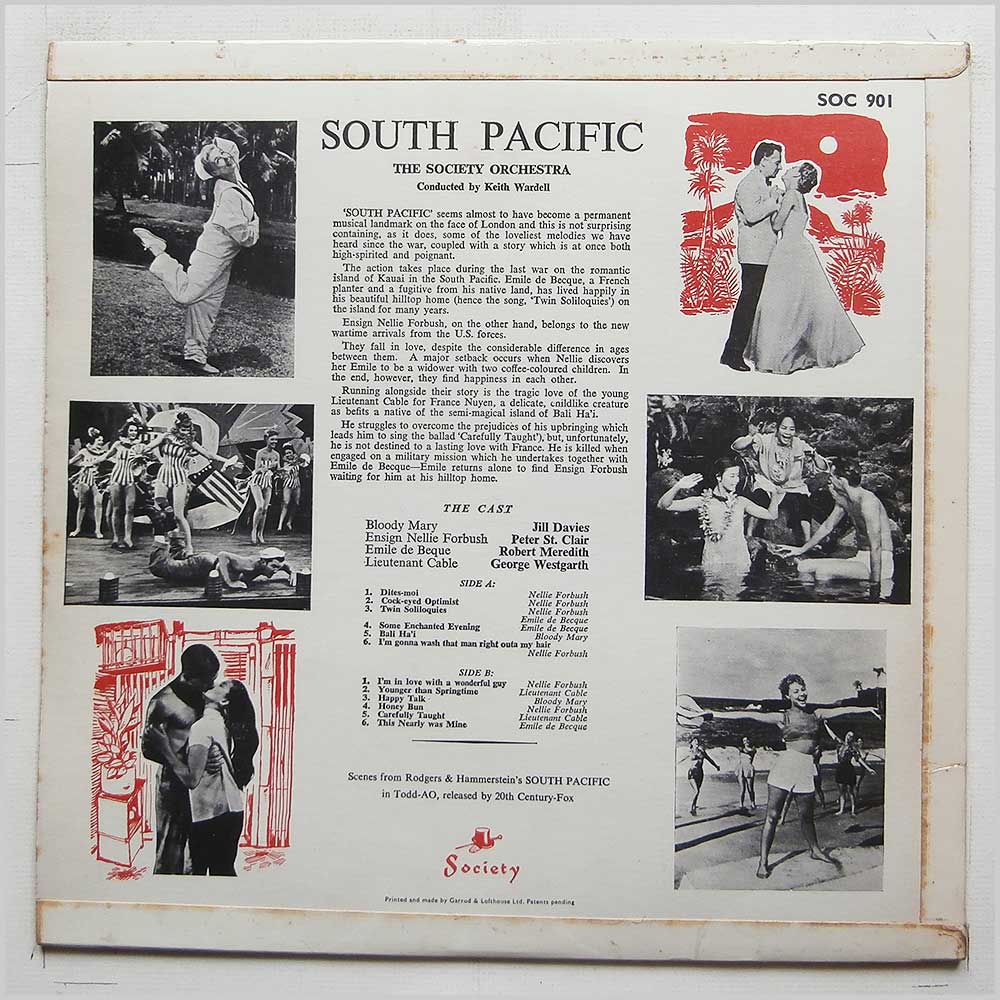 SOC 901
SOUTH PACIFIC
THE SOCIETY ORCHESTRA
Conducted by Keith Wardell
'SOUTH PACIFIC' seems almost to have become a permanent
musical landmark on the face of London and this is not surprising
containing, as it does, some of the loveliest melodies we have
heard since the war, coupled with a story which is at once both
high-spirited and poignant.
The action takes place during the last war on the romantic
island of Kauai in the South Pacific. Emile de Becque, a French
planter and a fugitive from his native land, has lived happily in
his beautiful hilltop home (hence the song, 'Twin Soliloques') on
the island for many years.
Ensign Nellie Forbush, on the other hand, belongs to the new
wartime arrivals from the U.S. forces.
They fall in love, despite the considerable difference in ages
between them. A major setback occurs when Nellie discovers
her Emile to be a widower with two coffee-coloured children. In
the end, however, they find happiness in each other.
Running alongside their story is the tragic love of the young
Lieutenant Cable for France Nuyen, a delicate, childlike creature
as befits a native of the semi-magical island of Bali Ha'i.
He struggles to overcome the prejudices of his upbringing which
leads him to sing the ballad 'Carefully Taught'), but, unfortunately,
he is not destined to a lasting love with France. He is killed when
engaged on a military mission which he undertakes together with
Emile de Becque—Emile returns alone to find Ensign Forbush
waiting for him at his hilltop home.
THE CAST
Bloody Mary Jill Davies
Ensign Nellie Forbush Peter St. Clair
Emile de Beque Robert Meredith
Lieutenant Cable George Westgarth
SIDE A:
1. Dites-moi Nellie Forbush
2. Cock-eyed Optimist Nellie Forbush
3. Twin Soliloquies Nellie Forbush
Emile de Becque
4. Some Enchanted Evening Emile de Becque
5. Bali Ha'i Bloody Mary
6. I'm gonna wash that man right outa my hair
Nellie Forbush
SIDE B:
1. I'm in love with a wonderful guy Nellie Forbush
2. Younger than Springtime Lieutenant Cable
3. Happy Talk Bloody Mary
4. Honey Bun Nellie Forbush
5. Carefully Taught Lieutenant Cable
6. This Nearly was Mine Emile de Becque
Scenes from Rodgers & Hammerstein's SOUTH PACIFIC
in Todd-AO, released by 20th Century-Fox
Society
Printed and made by Garrod & Lofthouse Ltd. Patents pending